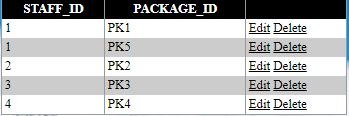 STAFF_ID PACKAGE_ID
1 PK1 Edit Delete
1 PK5 Edit Delete
2 PK2 Edit Delete
3 PK3 Edit Delete
4 PK4 Edit Delete